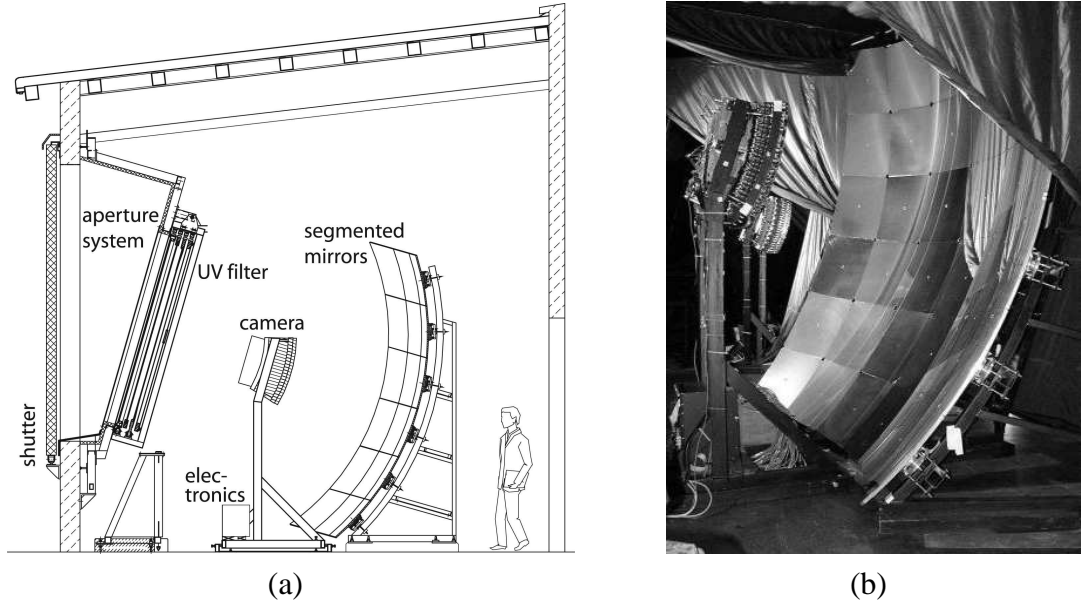 aperture
system
UV filter
segmented
mirrors
camera
shutter
elec-
tronics
(a)
(b)